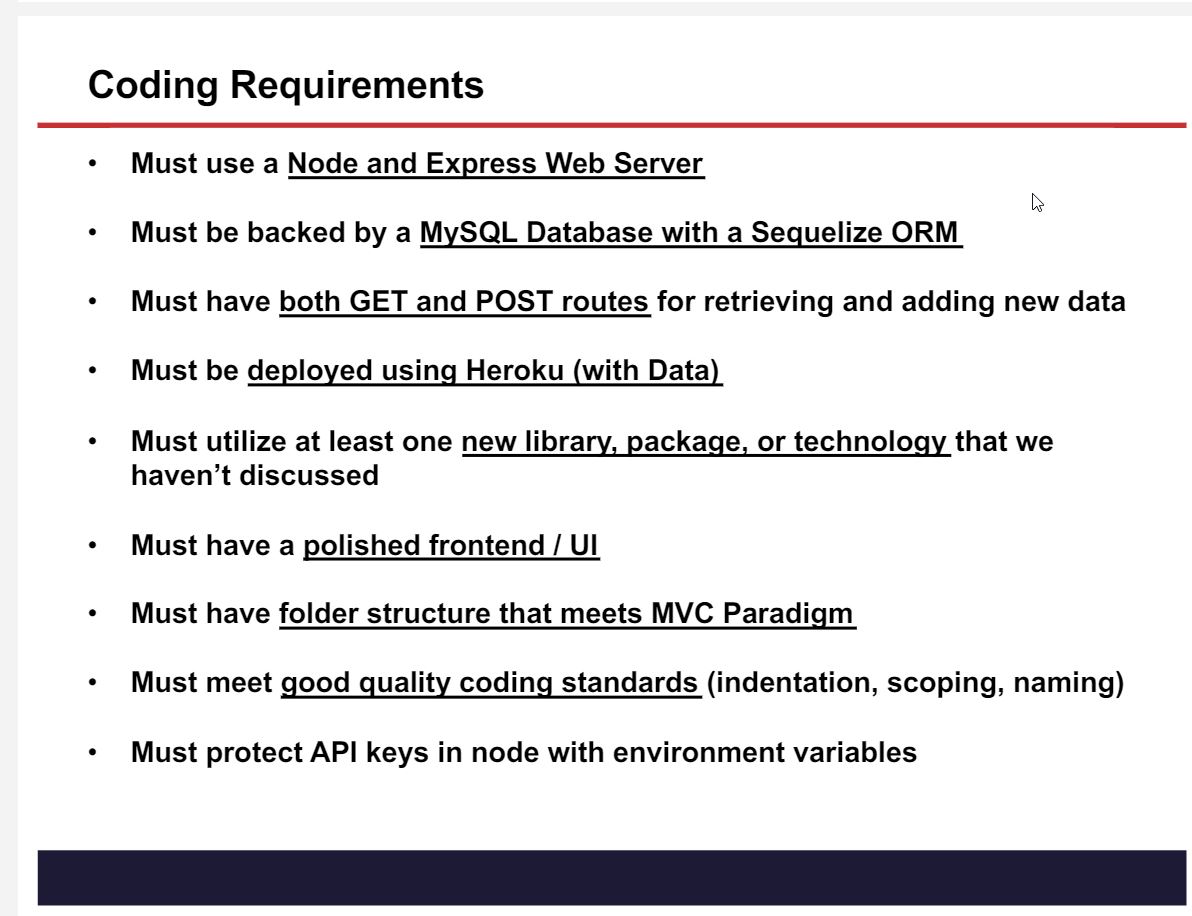 Coding Requirements
• Must use a Node and Express Web Server
• Must be backed by a MySQL Database with a Sequelize ORM
• Must have both GET and POST routes for retrieving and adding new data
• Must be deployed using Heroku (with Data)
• Must utilize at least one new library, package, or technology that we
haven’t discussed
• Must have a polished frontend / UI
• Must have folder structure that meets MVC Paradigm
• Must meet good quality coding standards (indentation, scoping, naming)
• Must protect API keys in node with environment variables